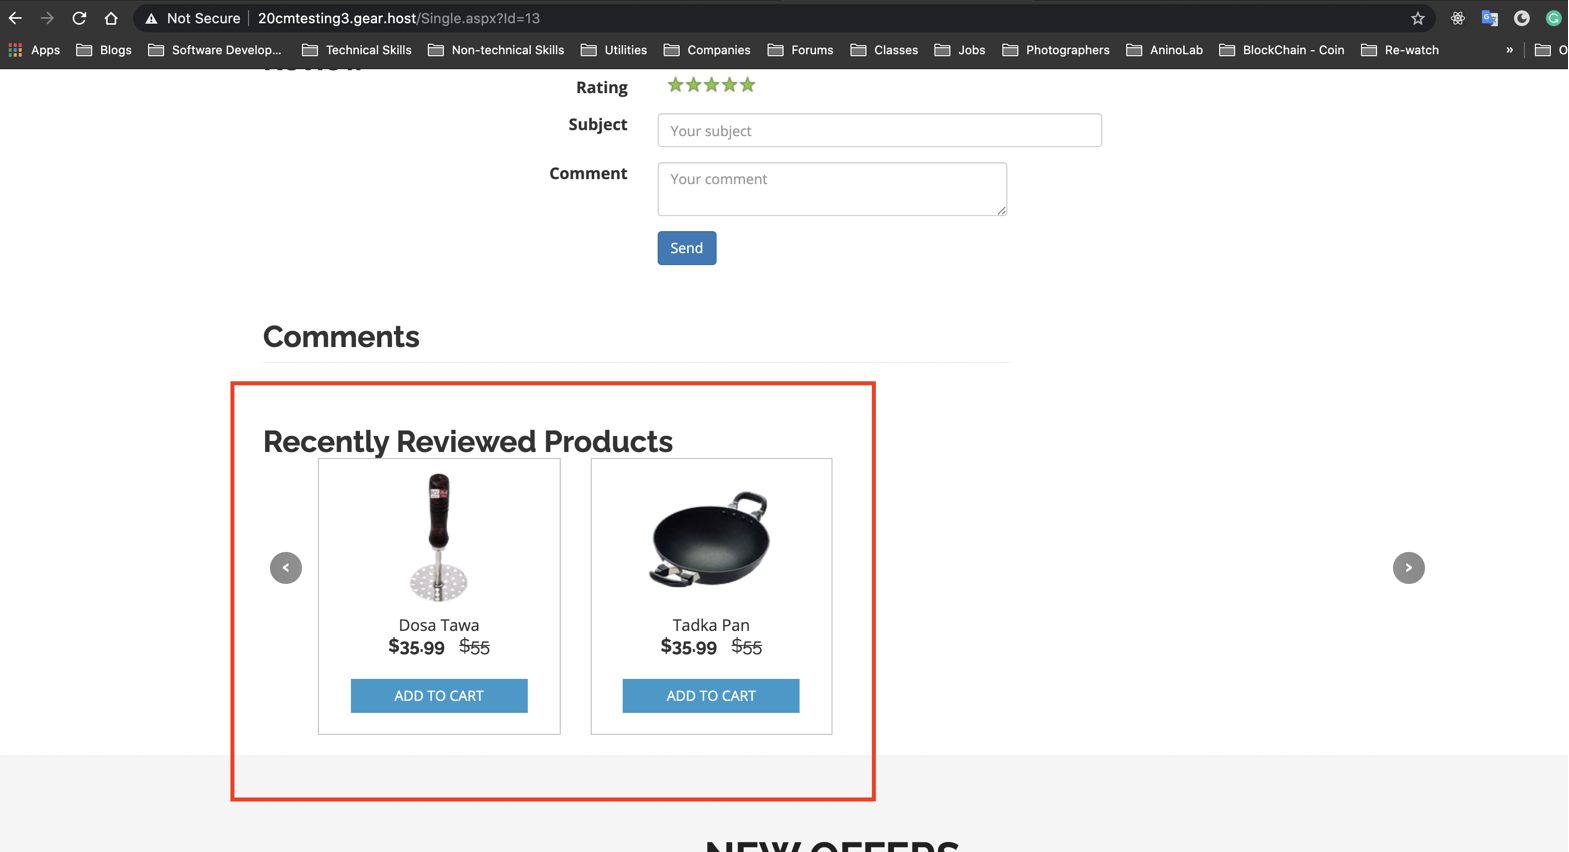 Not Secure 20cmtesting3.gear.host/Single.aspx?Id=13
Apps Blogs Software Develop... Technical Skills Non-technical Skills Utilities Companies Forums Classes Jobs Photographers AninoLab BlockChain - Coin Re-watch » O
Rating
Subject Your subject
Comment Your comment
Send
Comments
Recently Reviewed Products
< >
Dosa Tawa Tadka Pan
$35.99 $55 $35.99 $55
ADD TO CART ADD TO CART
NEW OFFERS